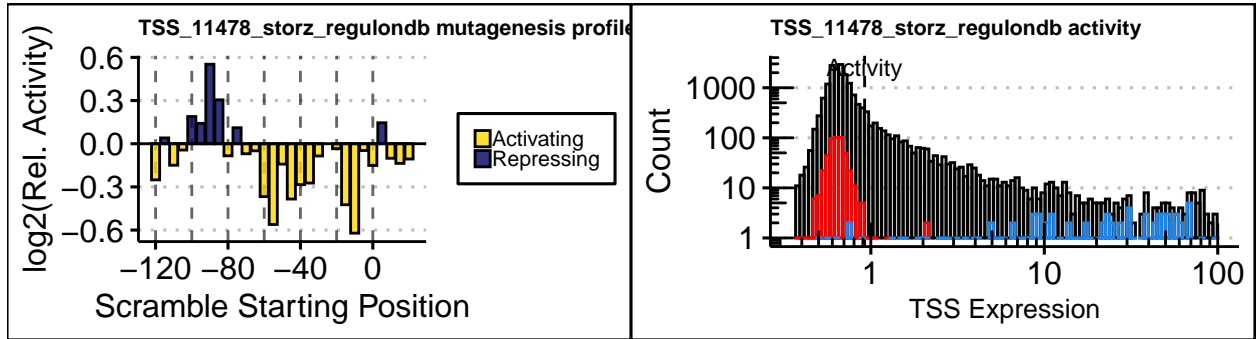 TSS_11478_storz_regulondb mutagenesis profile
log2(Rel. Activity)
0.6
0.3
0.0
−0.3
−0.6
−120
−80
−40
0
Scramble Starting Position
Activating
Repressing
TSS_11478_storz_regulondb activity
Activity
Count
1000
100
10
1
1
10
100
TSS Expression